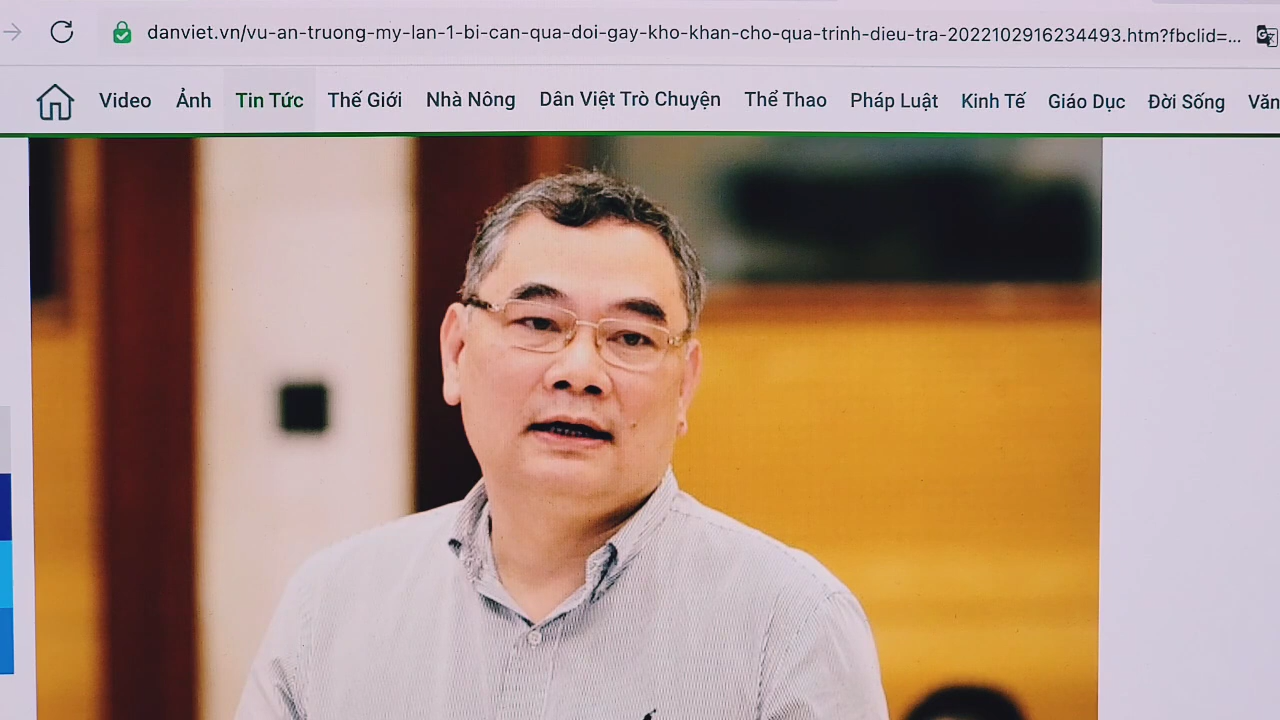 danviet.vn/vu-an-truong-my-lan-1-bi-can-qua-doi-gay-kho-khan-cho-qua-trinh-dieu-tra-2022102916234493.htm?fbclid=...
Video Ảnh Tin Tức Thế Giới Nhà Nông Dân Việt Trò Chuyện Thể Thao Pháp Luật Kinh Tế Giáo Dục Đời Sống Văn